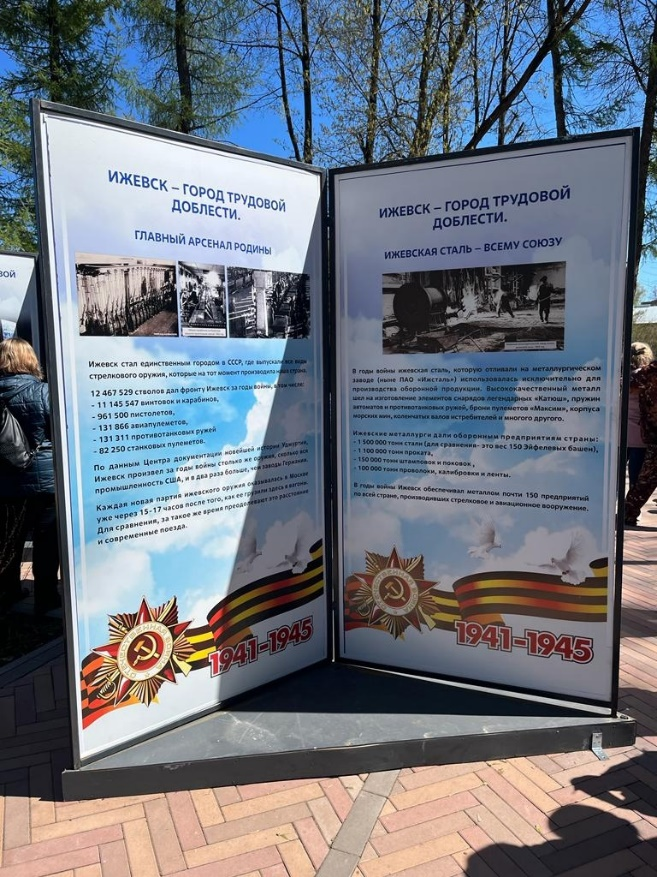 ИЖЕВСК – ГОРОД ТРУДОВОЙ
ДОБЛЕСТИ.
ГЛАВНЫЙ АРСЕНАЛ РОДИНЫ
Ижевск стал единственным городом в СССР, где выпускали все виды
стрелкового оружия, которые на тот момент производила наша страна.
12 467 529 стволов дал фронту Ижевск за годы войны, в том числе:
- 11 145 547 винтовок и карабинов,
- 961 500 пистолетов,
- 131 866 авиапулеметов,
- 131 311 противотанковых ружей
- 82 250 станковых пулеметов.
По данным Центра документации новейшей истории Удмуртии,
Ижевск произвел за годы войны столько же оружия, сколько вся
промышленность США, и в два раза больше, чем заводы Германии.
Каждая новая партия ижевского оружия оказывалась в Москве
уже через 15-17 часов после того, как ее грузили здесь в вагоны.
Для сравнения, за такое же время преодолевают это расстояние
и современные поезда.
1941-1945
ИЖЕВСК – ГОРОД ТРУДОВОЙ
ДОБЛЕСТИ.
ИЖЕВСКАЯ СТАЛЬ – ВСЕМУ СОЮЗУ
В годы войны ижевская сталь, которую отливали на металлургическом
заводе (ныне ПАО «Ижсталь») использовалась исключительно для
производства оборонной продукции. Высококачественный металл
шел на изготовление элементов снарядов легендарных «Катюш», пружин
автоматов и противотанковых ружей, брони пулеметов «Максим», корпуса
морских мин, коленчатых валов истребителей и многого другого.
Ижевские металлурги дали оборонным предприятиям страны:
- 1 500 000 тонн стали (для сравнения- это вес 150 Эйфелевых башен),
- 1 100 000 тонн проката,
- 150 000 тонн штамповок и поковок,
- 100 000 тонн проволоки, калибровки и ленты.
В годы войны Ижевск обеспечивал металлом почти 150 предприятий
по всей стране, производивших стрелковое и авиационное вооружение.
1941-1945